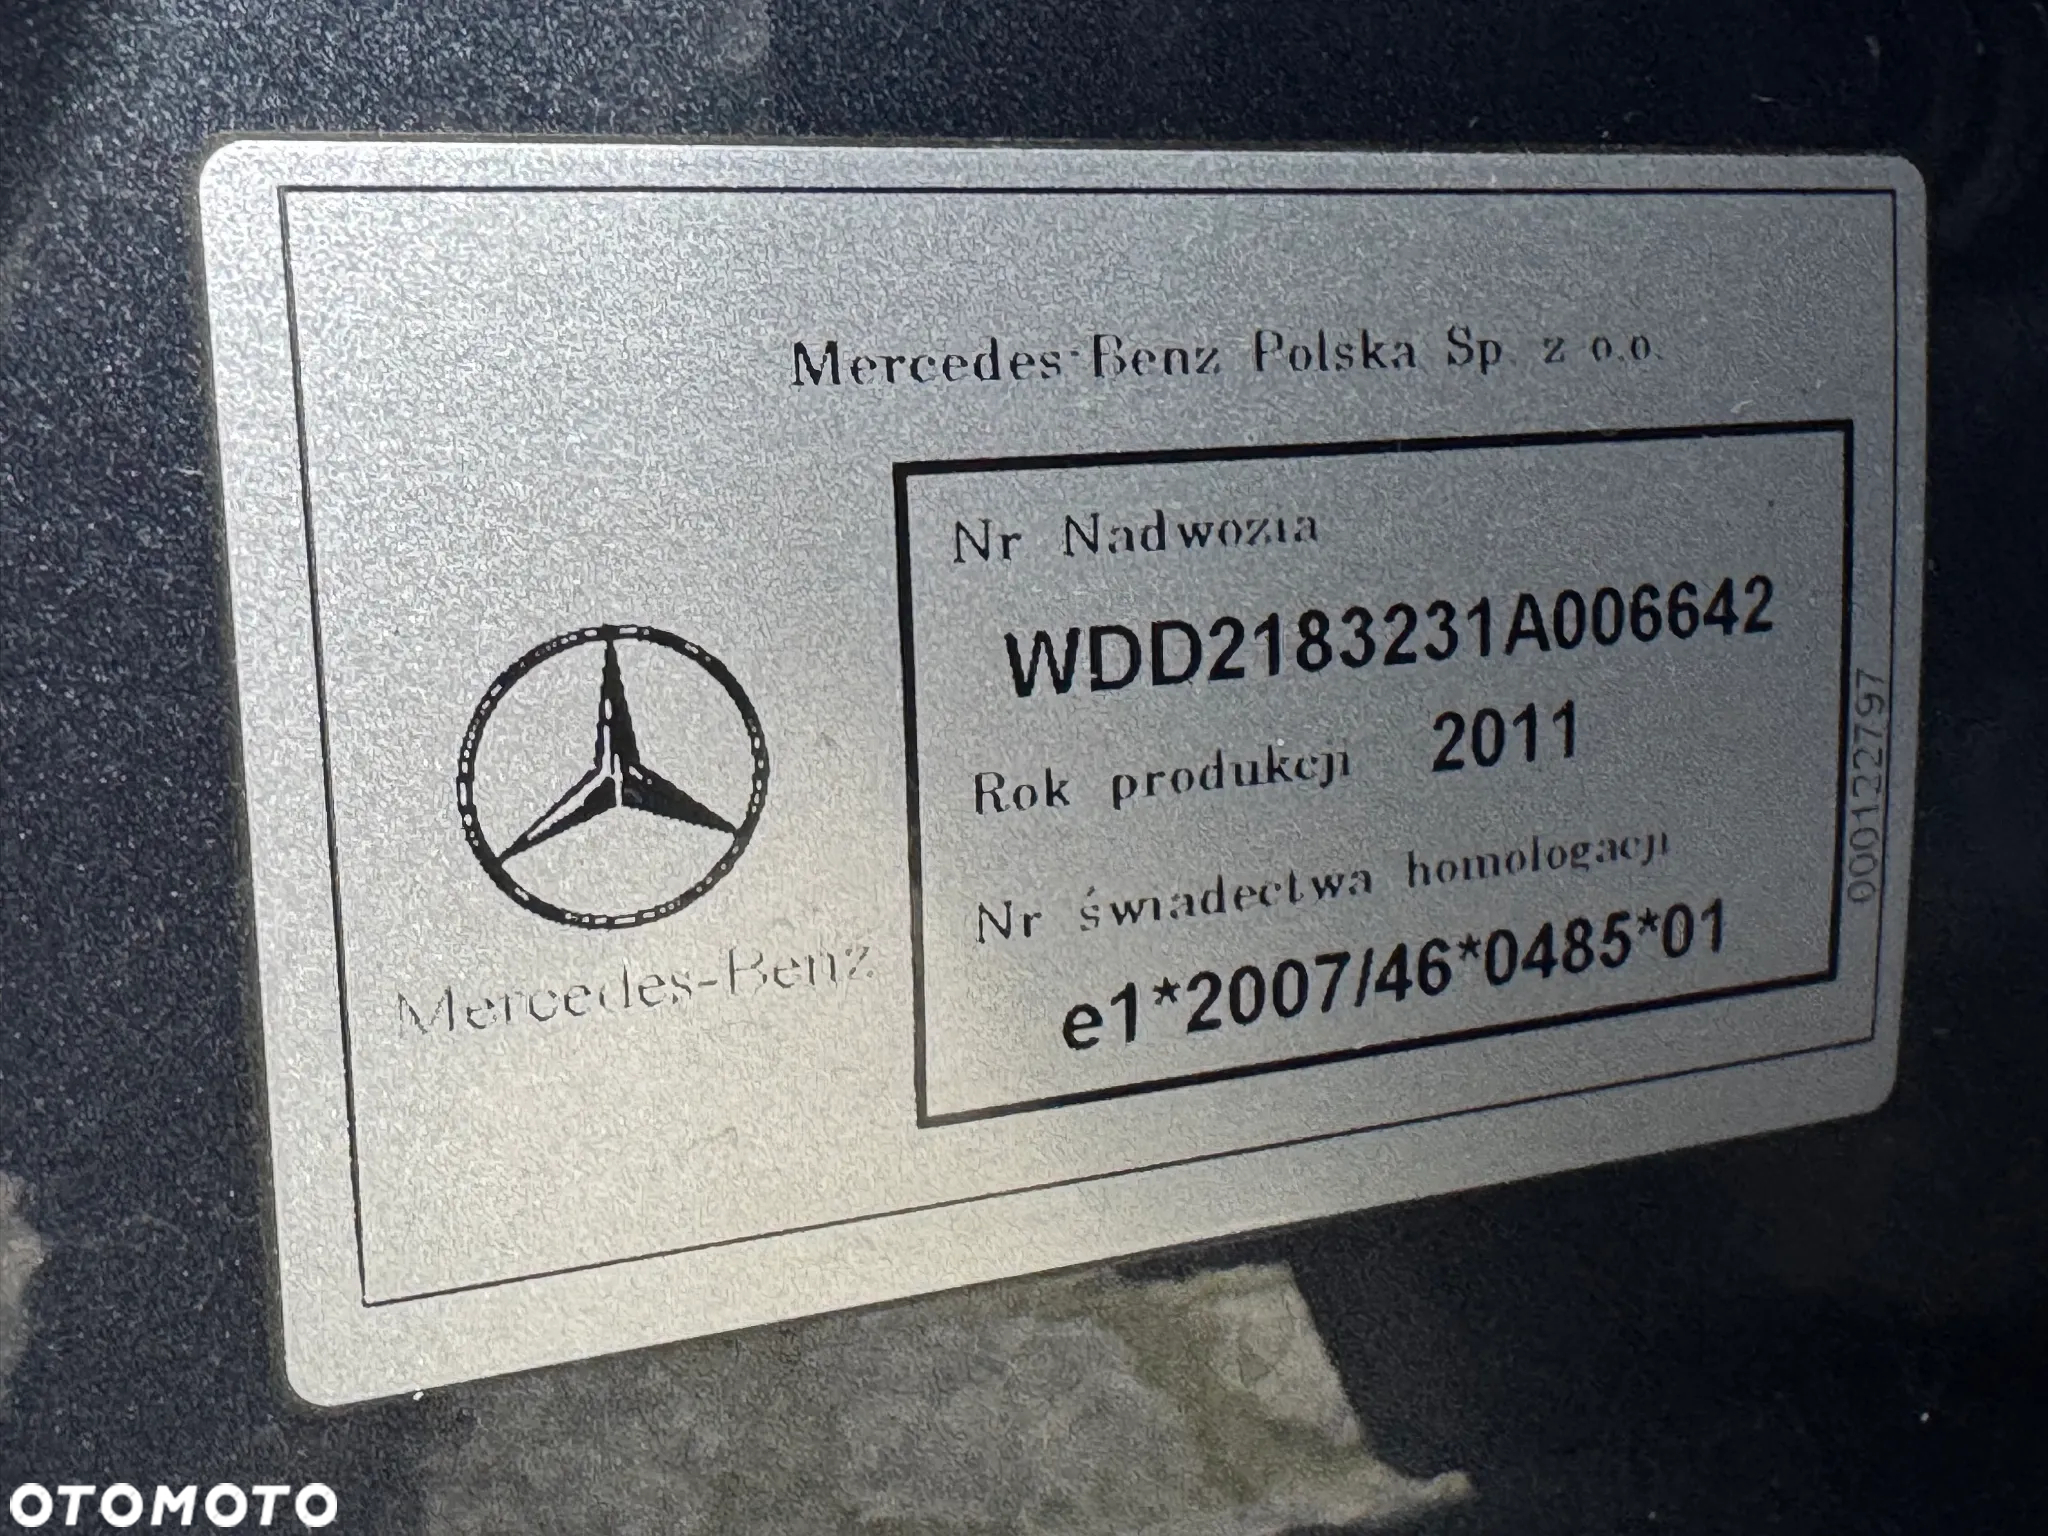 Mercedes-Benz Polska Sp. z o.o.
Nr Nadwozia
WDD2183231A006642
Rok produkcji 2011
Nr świadectwa homologacji
e1*2007/46*0485*01
000122797
Mercedes-Benz
OTOMOTO